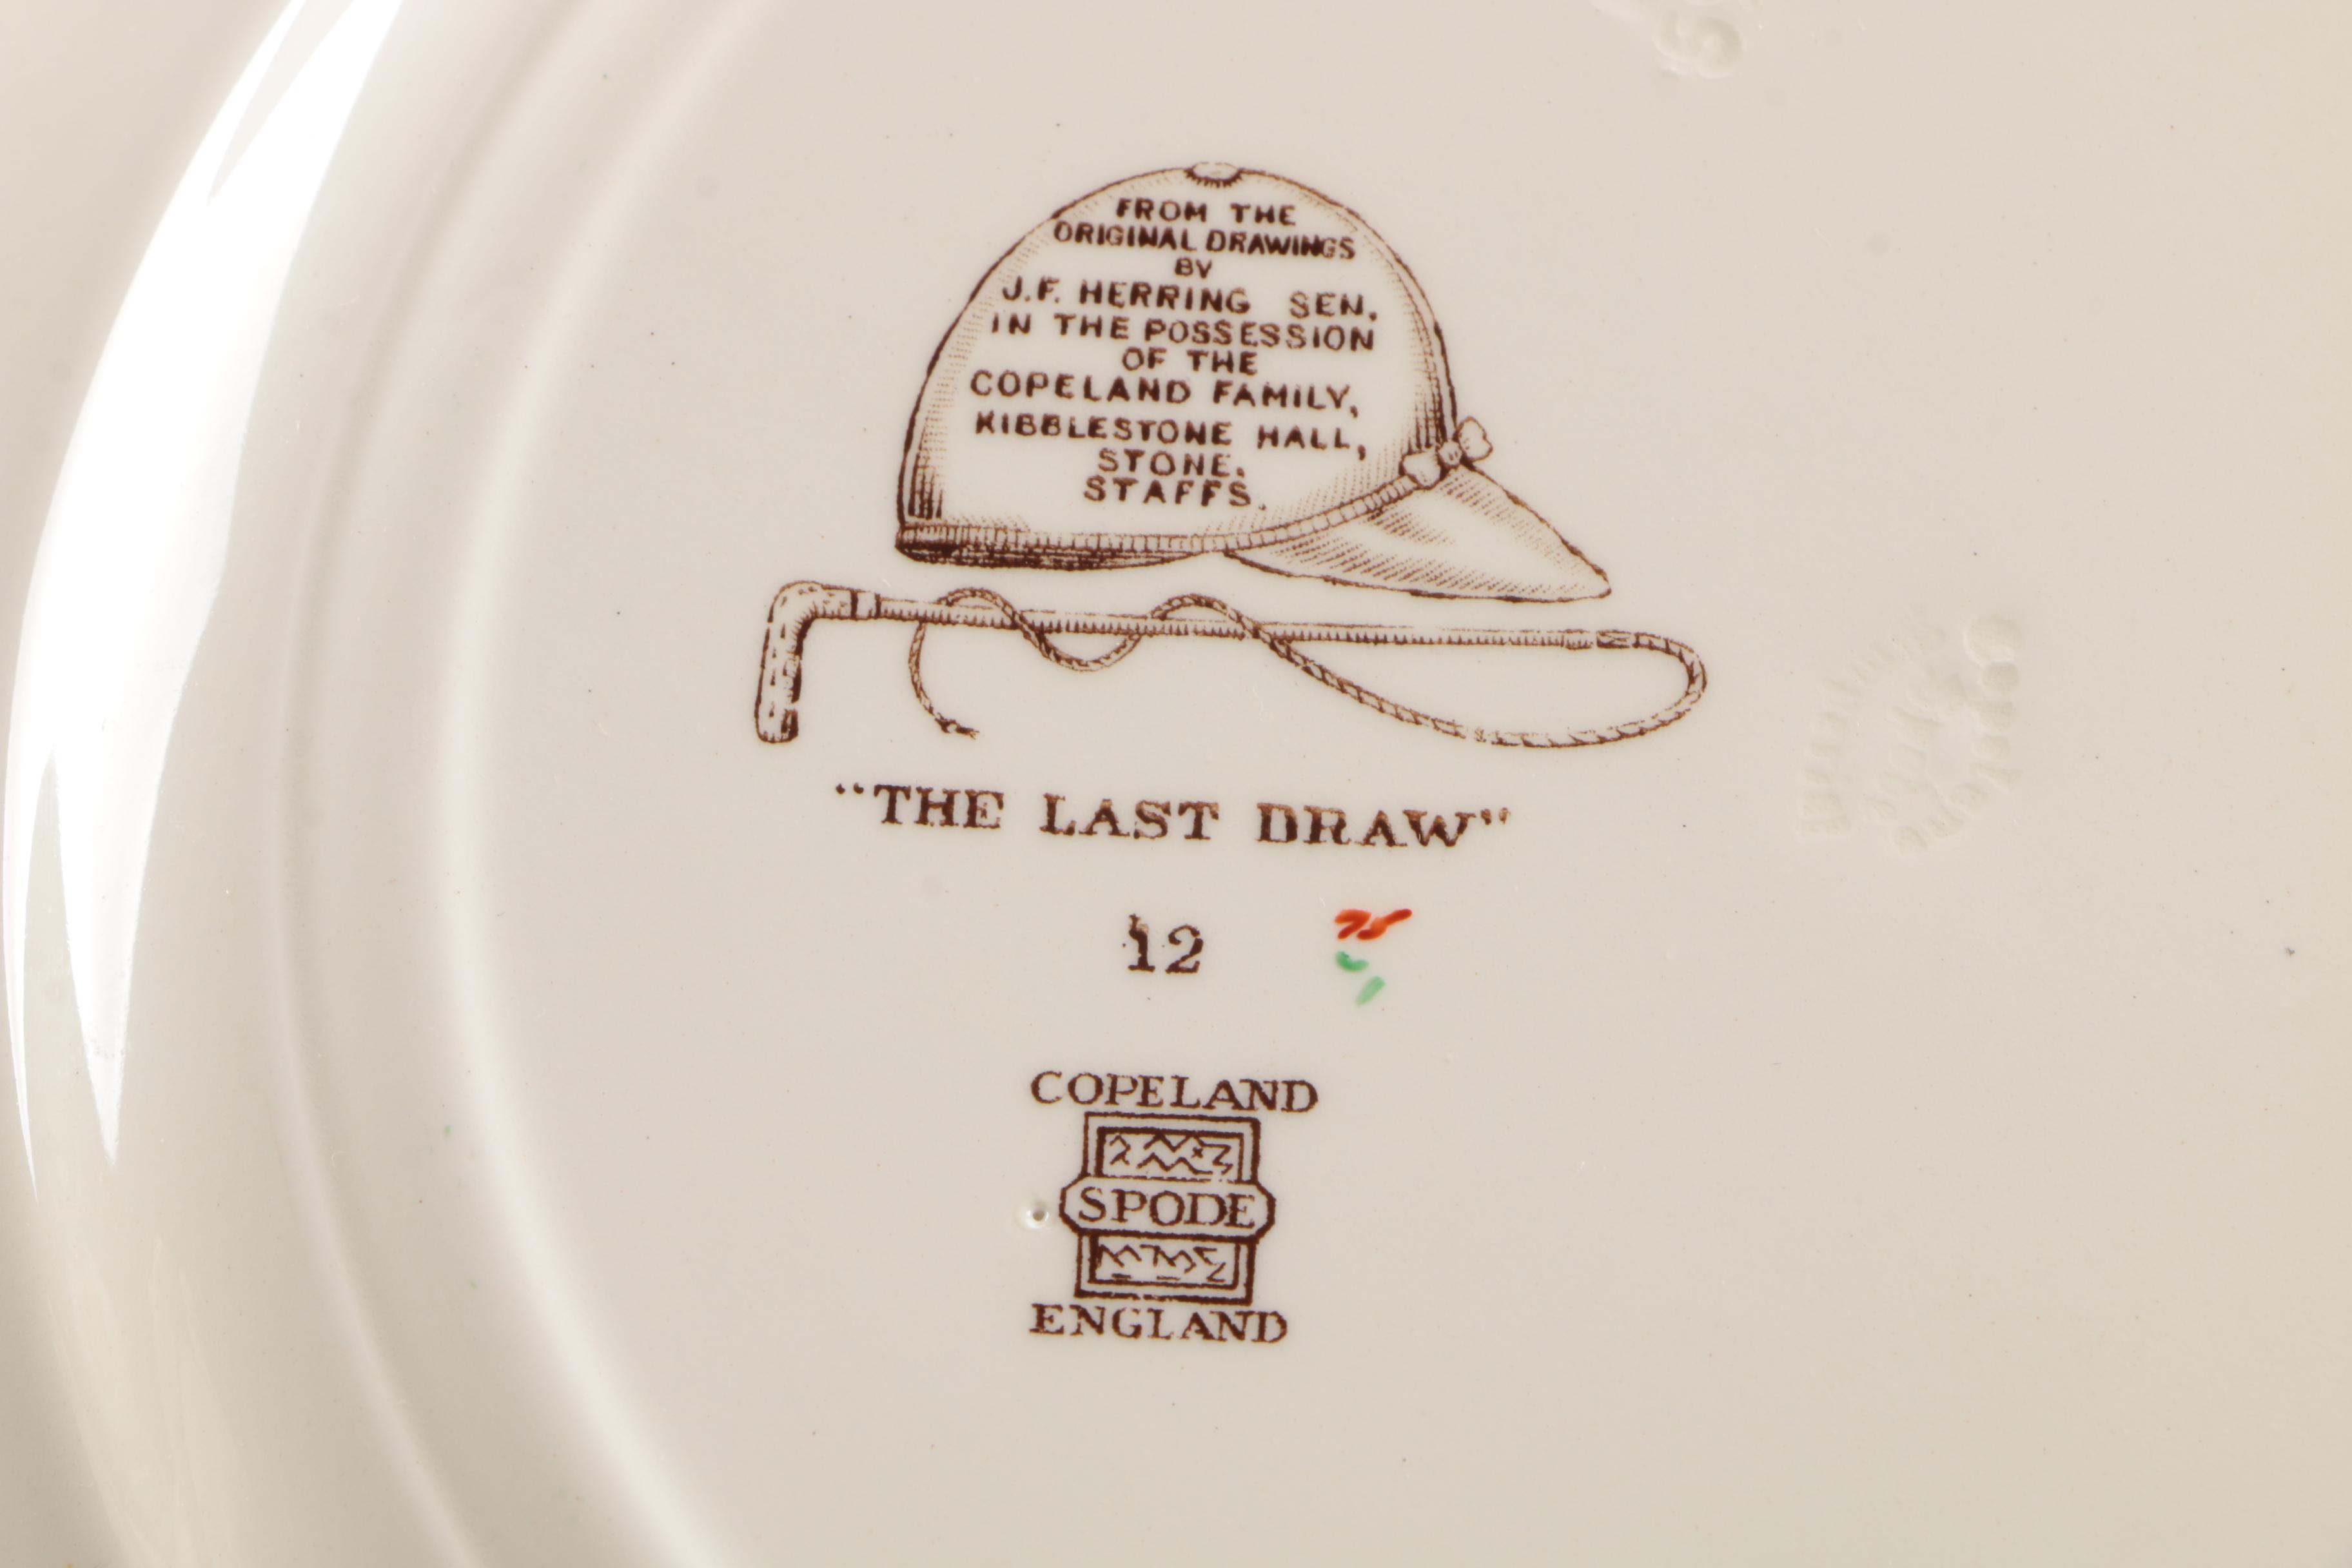 FROM THE
ORIGINAL DRAWINGS
BY
J.F. HERRING SEN.
IN THE POSSESSION
OF THE
COPELAND FAMILY,
KIBBLESTONE HALL,
STONE.
STAFFS.
"THE LAST DRAW"
12
COPELAND
SPODE
ENGLAND